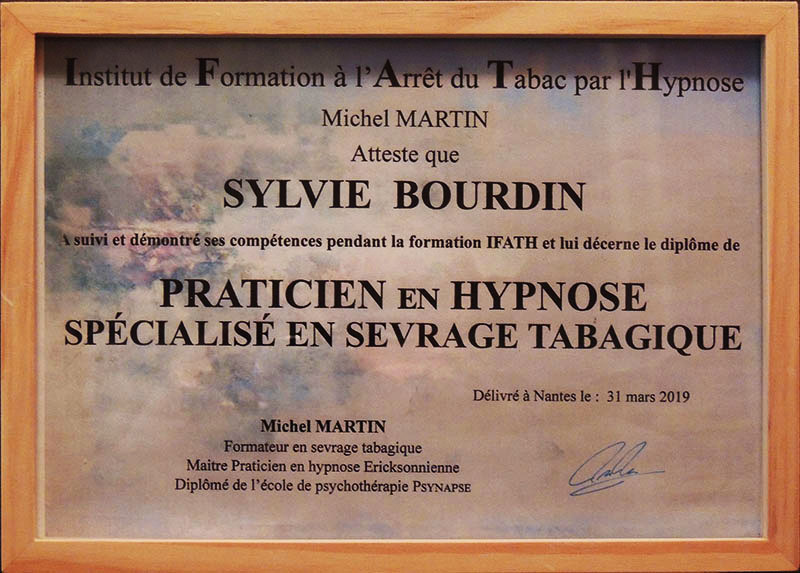 Institut de Formation à l'Arrêt du Tabac par l'Hypnose
Michel MARTIN
Atteste que
SYLVIE BOURDIN
A suivi et démontré ses compétences pendant la formation IFATH et lui décerne le diplôme de
PRATICIEN EN HYPNOSE
SPÉCIALISÉ EN SEVRAGE TABAGIQUE
Délivré à Nantes le : 31 mars 2019
Michel MARTIN
Formateur en sevrage tabagique
Maitre Praticien en hypnose Ericksonnienne
Diplômé de l'école de psychothérapie PSYNAPSE